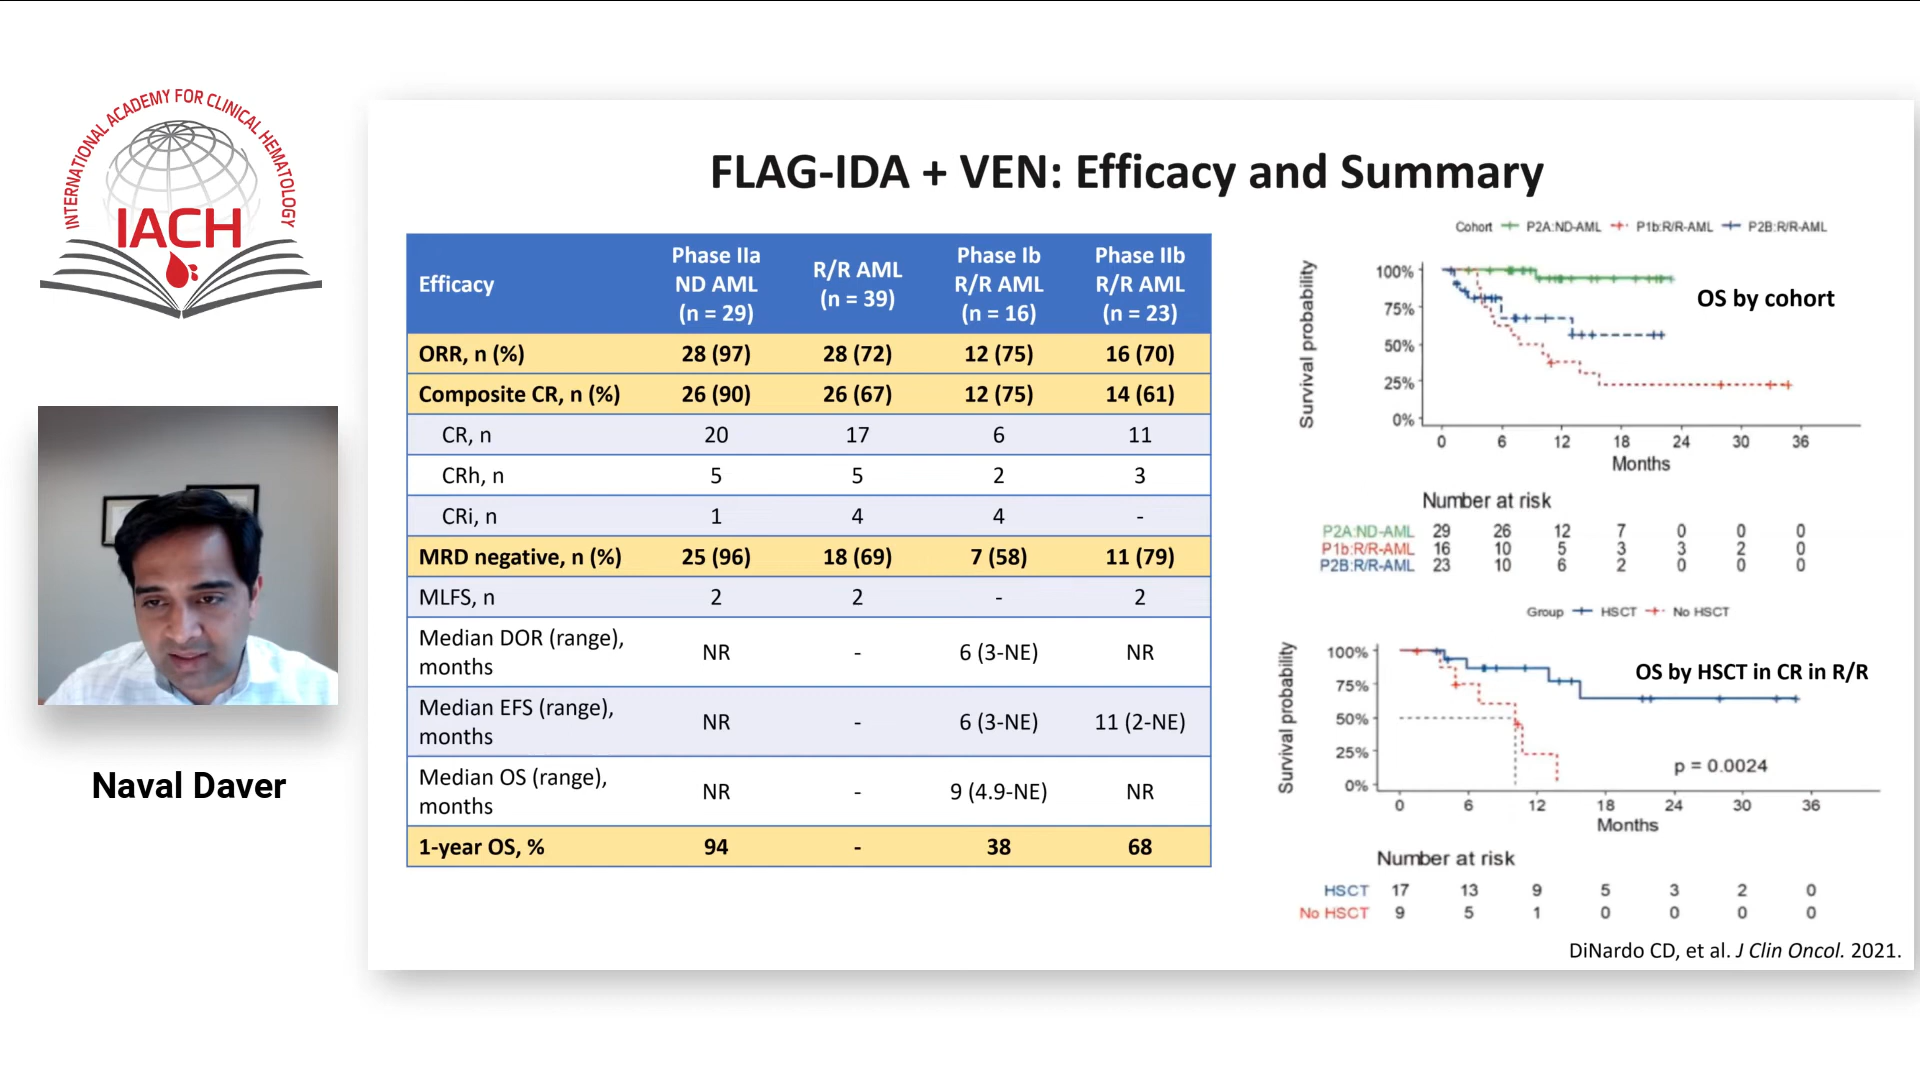 INTERNATIONAL ACADEMY FOR CLINICAL HEMATOLOGY
IACH
Naval Daver
FLAG-IDA + VEN: Efficacy and Summary
Efficacy
Phase IIa
ND AML
(n = 29)
R/R AML
(n = 39)
Phase Ib
R/R AML
(n = 16)
Phase IIb
R/R AML
(n = 23)
ORR, n (%) 28 (97) 28 (72) 12 (75) 16 (70)
Composite CR, n (%) 26 (90) 26 (67) 12 (75) 14 (61)
CR, n 20 17 6 11
CRh, n 5 5 2 3
CRi, n 1 4 4 -
MRD negative, n (%) 25 (96) 18 (69) 7 (58) 11 (79)
MLFS, n 2 2 - 2
Median DOR (range),
months
NR - 6 (3-NE) NR
Median EFS (range),
months
NR - 6 (3-NE) 11 (2-NE)
Median OS (range),
months
NR - 9 (4.9-NE) NR
1-year OS, % 94 - 38 68
Cohort P2A:ND-AML P1b:R/R-AML P2B:R/R-AML
Survival probability
100%
75%
50%
25%
0%
OS by cohort
0 6 12 18 24 30 36
Months
Number at risk
P2A:ND-AML 29 26 12 7 0 0 0
P1b:R/R-AML 16 10 5 3 3 2 0
P2B:R/R-AML 23 10 6 2 0 0 0
Group HSCT No HSCT
Survival probability
100%
75%
50%
25%
0%
OS by HSCT in CR in R/R
p = 0.0024
0 6 12 18 24 30 36
Months
Number at risk
HSCT 17 13 9 5 3 2 0
No HSCT 9 5 1 0 0 0 0
DiNardo CD, et al. J Clin Oncol. 2021.